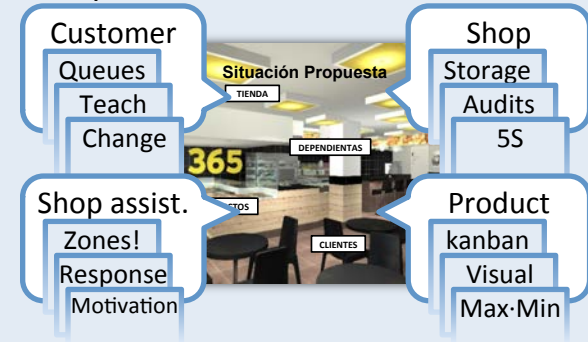 Customer
Queues
Teach
Change
Shop
Storage
Audits
5S
Situación Propuesta
TIENDA
DEPENDIENTAS
365
CLIENTES
Shop assist.
Zones!
Response
Motivation
Product
kanban
Visual
Max·Min